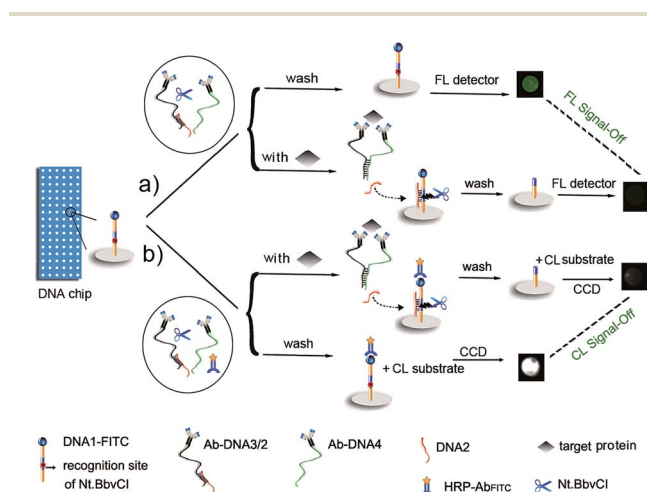 wash
FL detector
FL Signal-Off
a)
with
wash
FL detector
DNA chip
b)
with
wash
+CL substrate
CCD
CL Signal-Off
wash
+ CL substrate
CCD
DNA1-FITC
recognition site
of Nt.BbvCI
Ab-DNA3/2
Ab-DNA4
DNA2
target protein
HRP-AbFITC
Nt.BbvCI